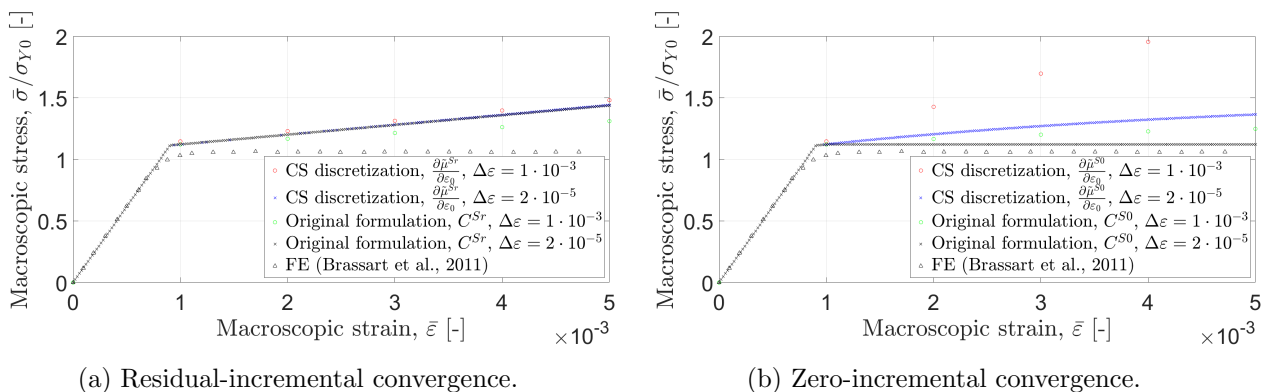 2
1.5
1
0.5
0
0
1
2
3
4
5
×10⁻³
Macroscopic stress, σ̄/σ_{Y0} [-]
Macroscopic strain, ε̄ [-]
CS discretization, ∂μ̃^{Sr}/∂ε₀, Δε = 1 · 10⁻³
CS discretization, ∂μ̃^{Sr}/∂ε₀, Δε = 2 · 10⁻⁵
Original formulation, C^{Sr}, Δε = 1 · 10⁻³
Original formulation, C^{Sr}, Δε = 2 · 10⁻⁵
FE (Brassart et al., 2011)
(a) Residual-incremental convergence.
2
1.5
1
0.5
0
0
1
2
3
4
5
×10⁻³
Macroscopic stress, σ̄/σ_{Y0} [-]
Macroscopic strain, ε̄ [-]
CS discretization, ∂μ̃^{S0}/∂ε₀, Δε = 1 · 10⁻³
CS discretization, ∂μ̃^{S0}/∂ε₀, Δε = 2 · 10⁻⁵
Original formulation, C^{S0}, Δε = 1 · 10⁻³
Original formulation, C^{S0}, Δε = 2 · 10⁻⁵
FE (Brassart et al., 2011)
(b) Zero-incremental convergence.